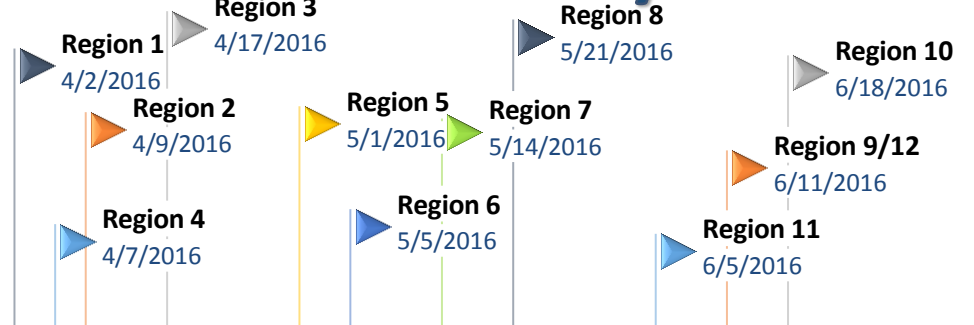 Region 3
4/17/2016
Region 8
5/21/2016
Region 1
4/2/2016
Region 10
6/18/2016
Region 2
4/9/2016
Region 5
5/1/2016
Region 7
5/14/2016
Region 9/12
6/11/2016
Region 4
4/7/2016
Region 6
5/5/2016
Region 11
6/5/2016